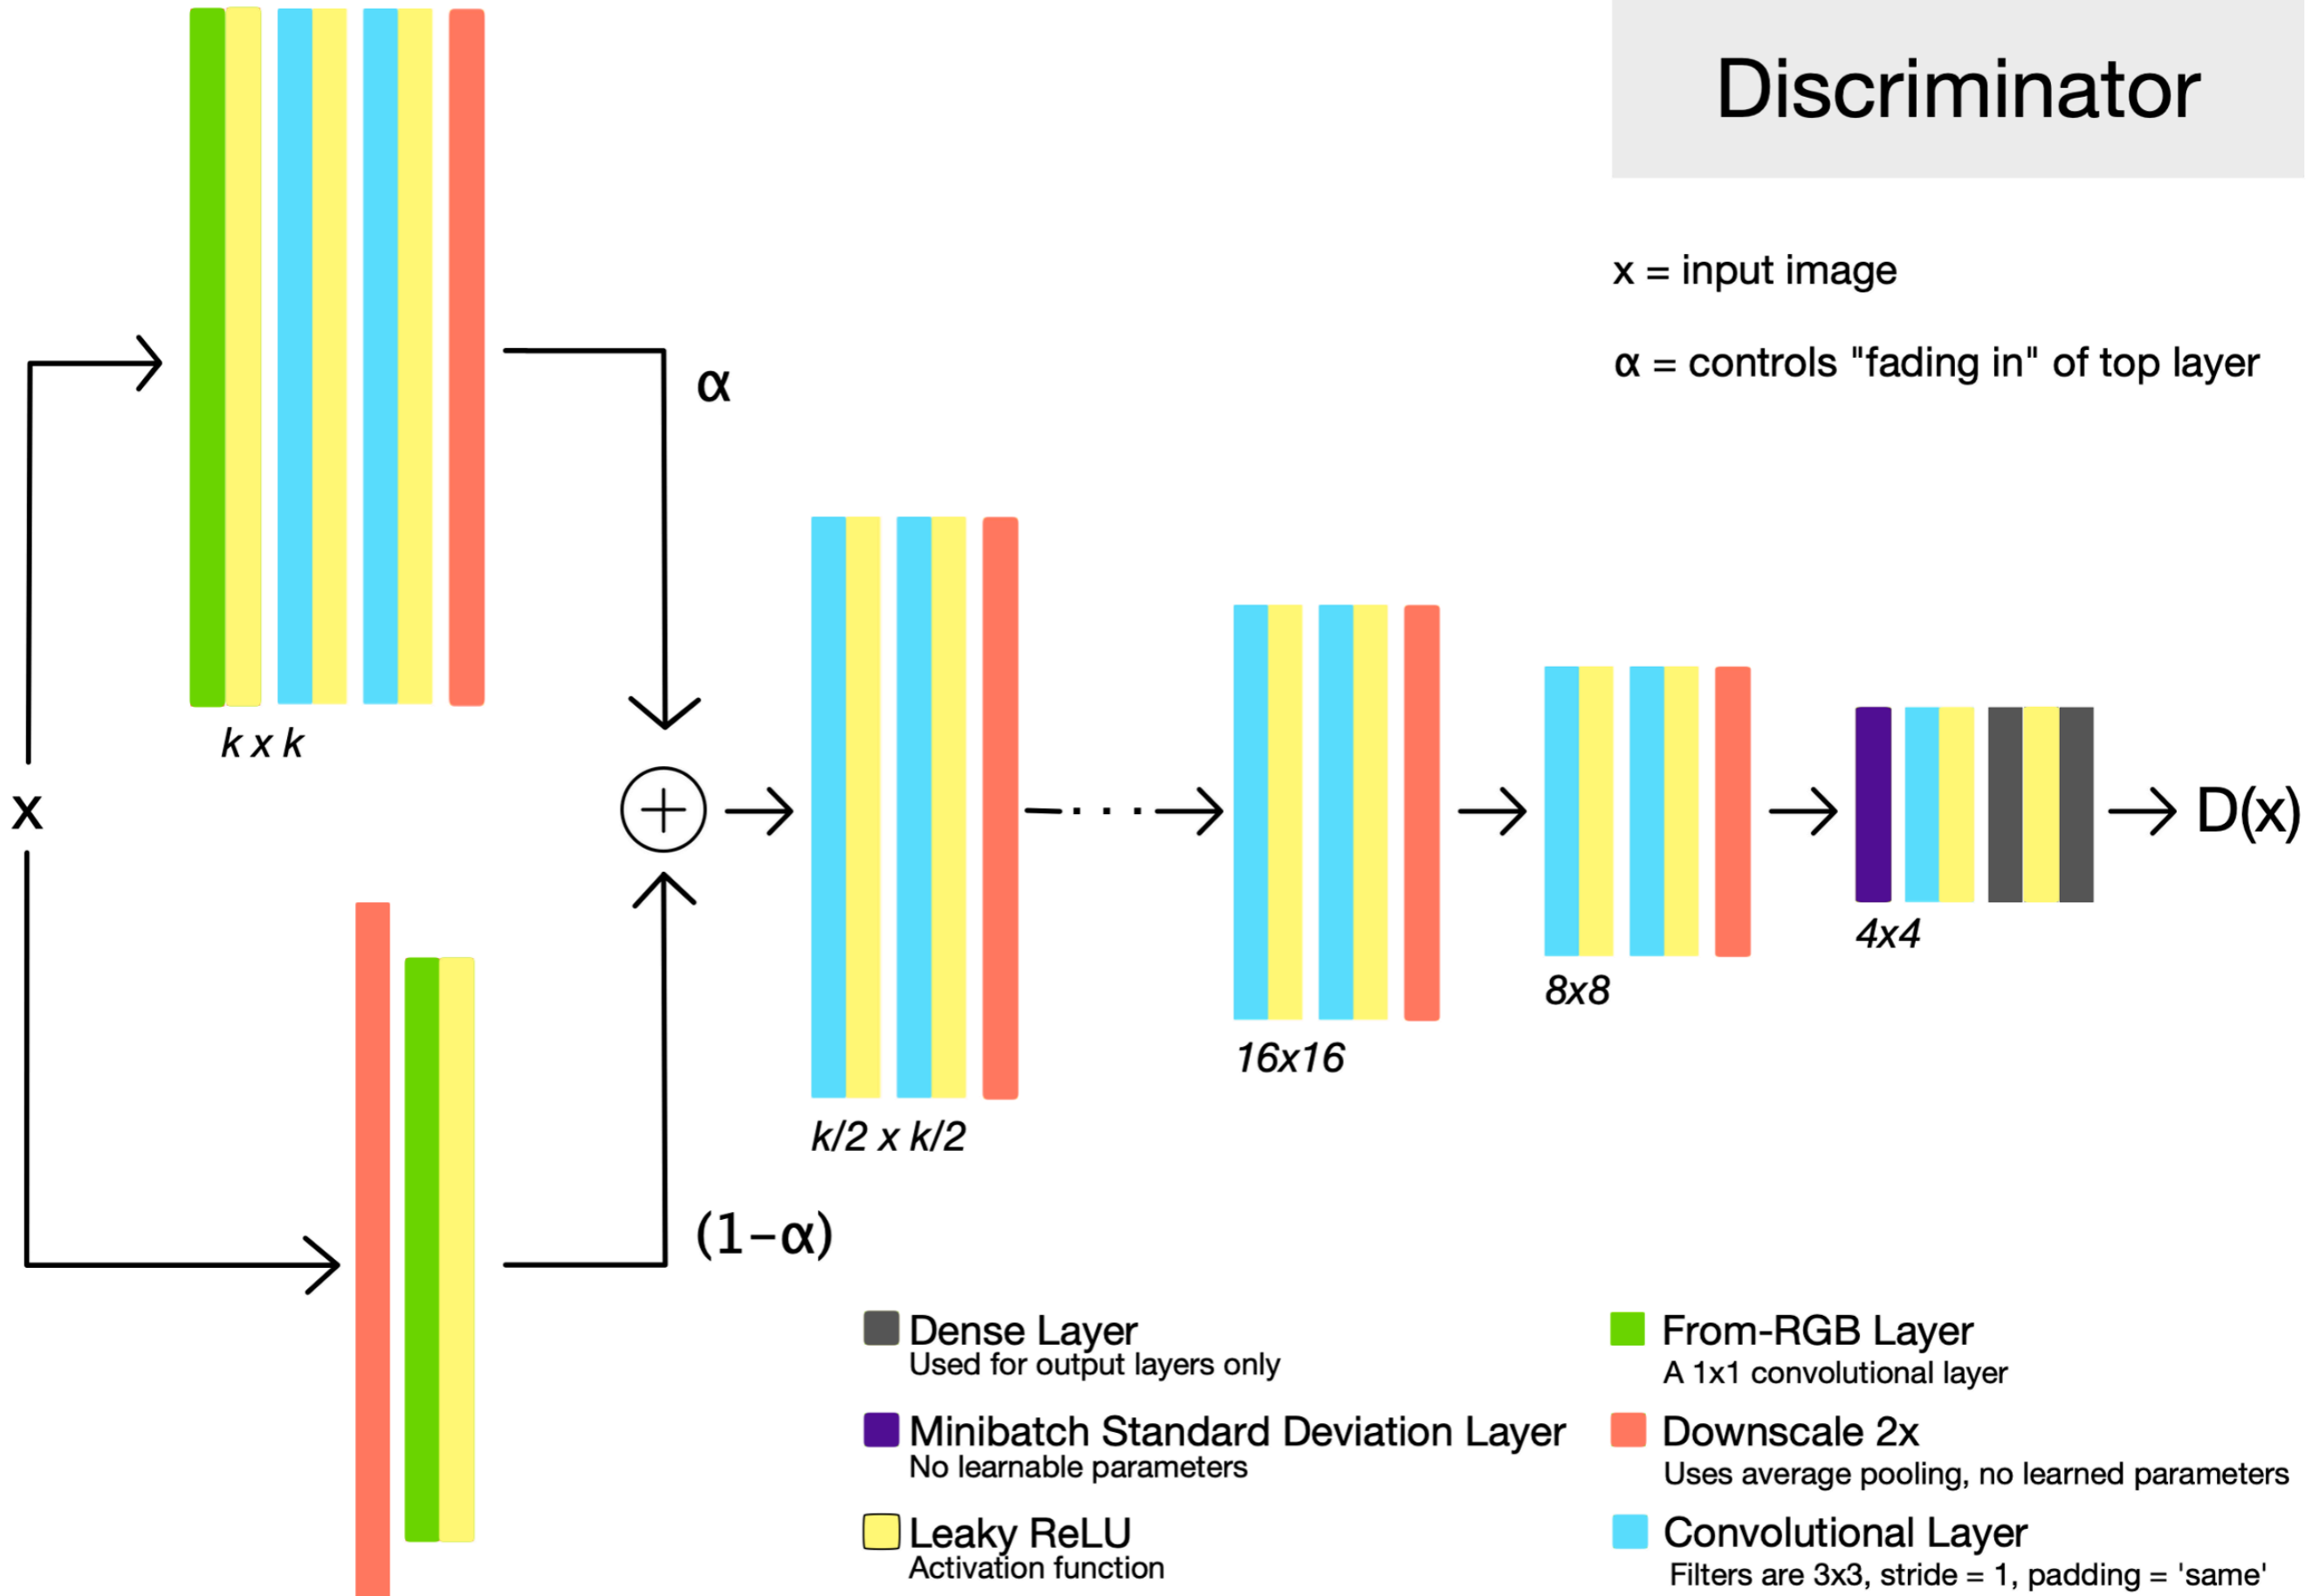 Discriminator
x = input image
α = controls "fading in" of top layer
α
k x k
x
D(x)
4x4
8x8
16x16
k/2 x k/2
(1-α)
Dense Layer
Used for output layers only
Minibatch Standard Deviation Layer
No learnable parameters
Leaky ReLU
Activation function
From-RGB Layer
A 1x1 convolutional layer
Downscale 2x
Uses average pooling, no learned parameters
Convolutional Layer
Filters are 3x3, stride = 1, padding = 'same'